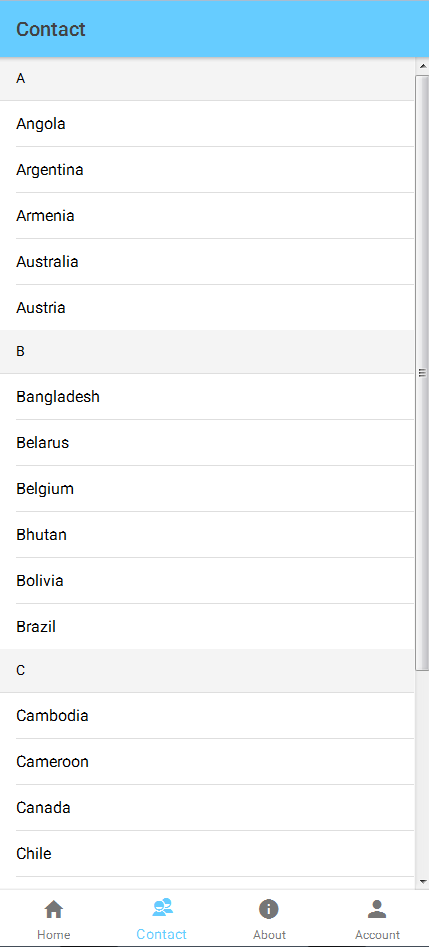 Contact
A
Angola
Argentina
Armenia
Australia
Austria
B
Bangladesh
Belarus
Belgium
Bhutan
Bolivia
Brazil
C
Cambodia
Cameroon
Canada
Chile
Home
Contact
About
Account